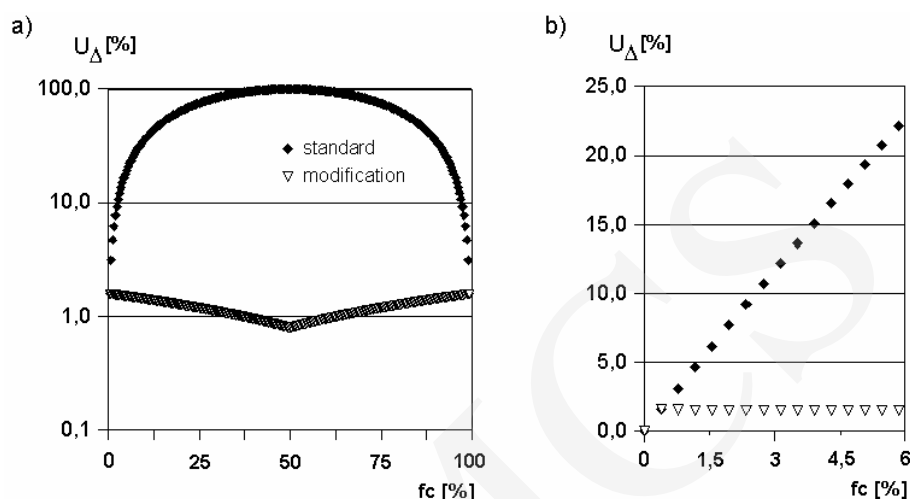 a)
U_Δ [%]
100,0
10,0
1,0
0,1
0
25
50
75
100
fc [%]
standard
modification
b)
U_Δ [%]
25,0
20,0
15,0
10,0
5,0
0,0
0
1,5
3
4,5
6
fc [%]